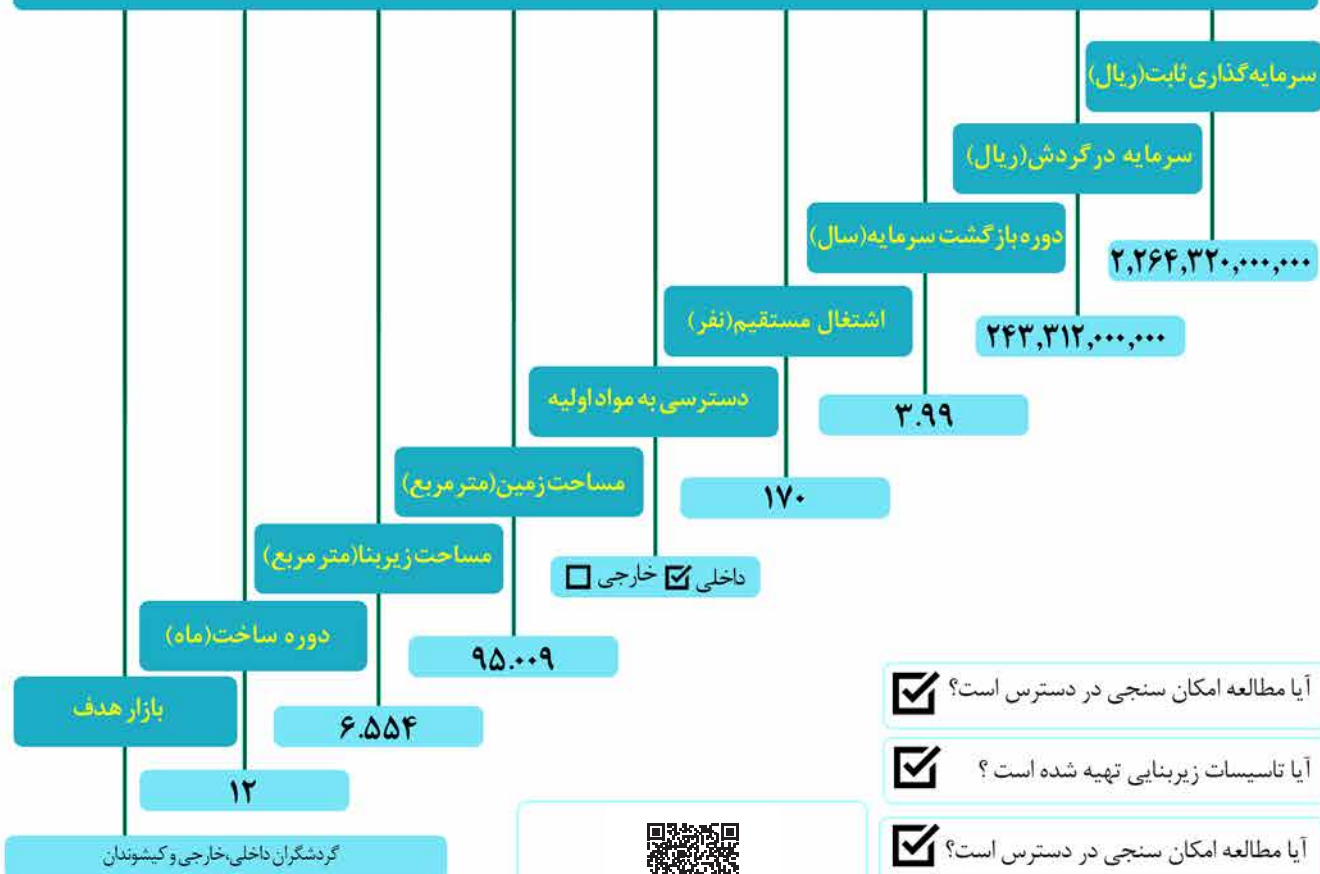 سرمایه‌گذاری ثابت(ریال)
۲,۲۶۴,۳۲۰,۰۰۰,۰۰۰
سرمایه در گردش(ریال)
۲۴۳,۳۱۲,۰۰۰,۰۰۰
دوره بازگشت سرمایه(سال)
۳.۹۹
اشتغال مستقیم(نفر)
۱۷۰
دسترسی به مواد اولیه
داخلی ☑ خارجی ☐
مساحت زمین(متر مربع)
۹۵.۰۰۹
مساحت زیربنا(متر مربع)
۶.۵۵۴
دوره ساخت(ماه)
۱۲
بازار هدف
گردشگران داخلی،خارجی و کیشوندان
آیا مطالعه امکان سنجی در دسترس است؟ ☑
آیا تاسیسات زیربنایی تهیه شده است ؟ ☑
آیا مطالعه امکان سنجی در دسترس است؟ ☑